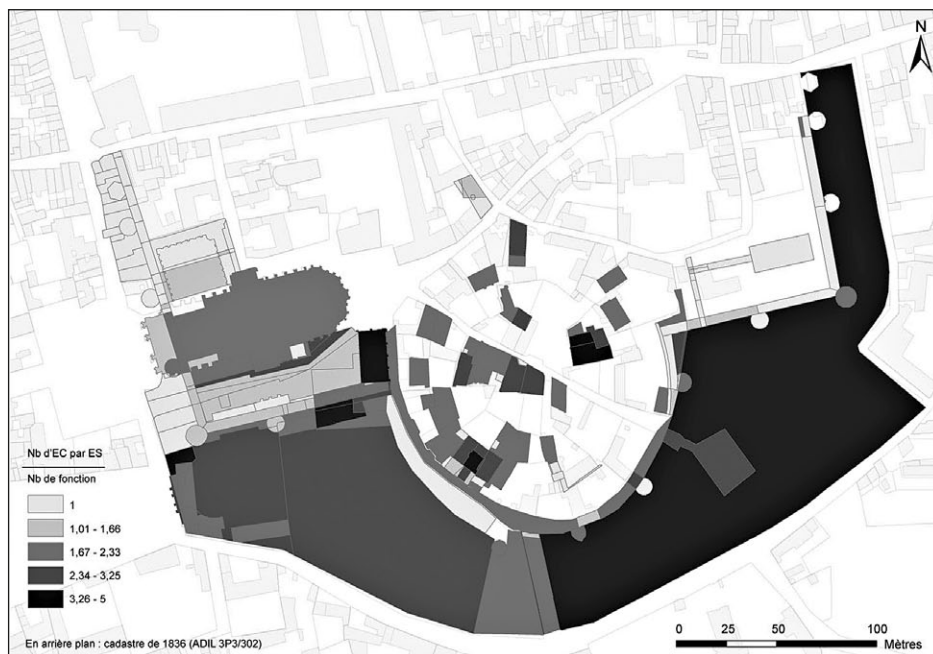 N
Nb d'EC par ES
Nb de fonction
1
1,01 - 1,66
1,67 - 2,33
2,34 - 3,25
3,26 - 5
En arrière plan : cadastre de 1836 (ADIL 3P3/302)
0 25 50 100
Mètres